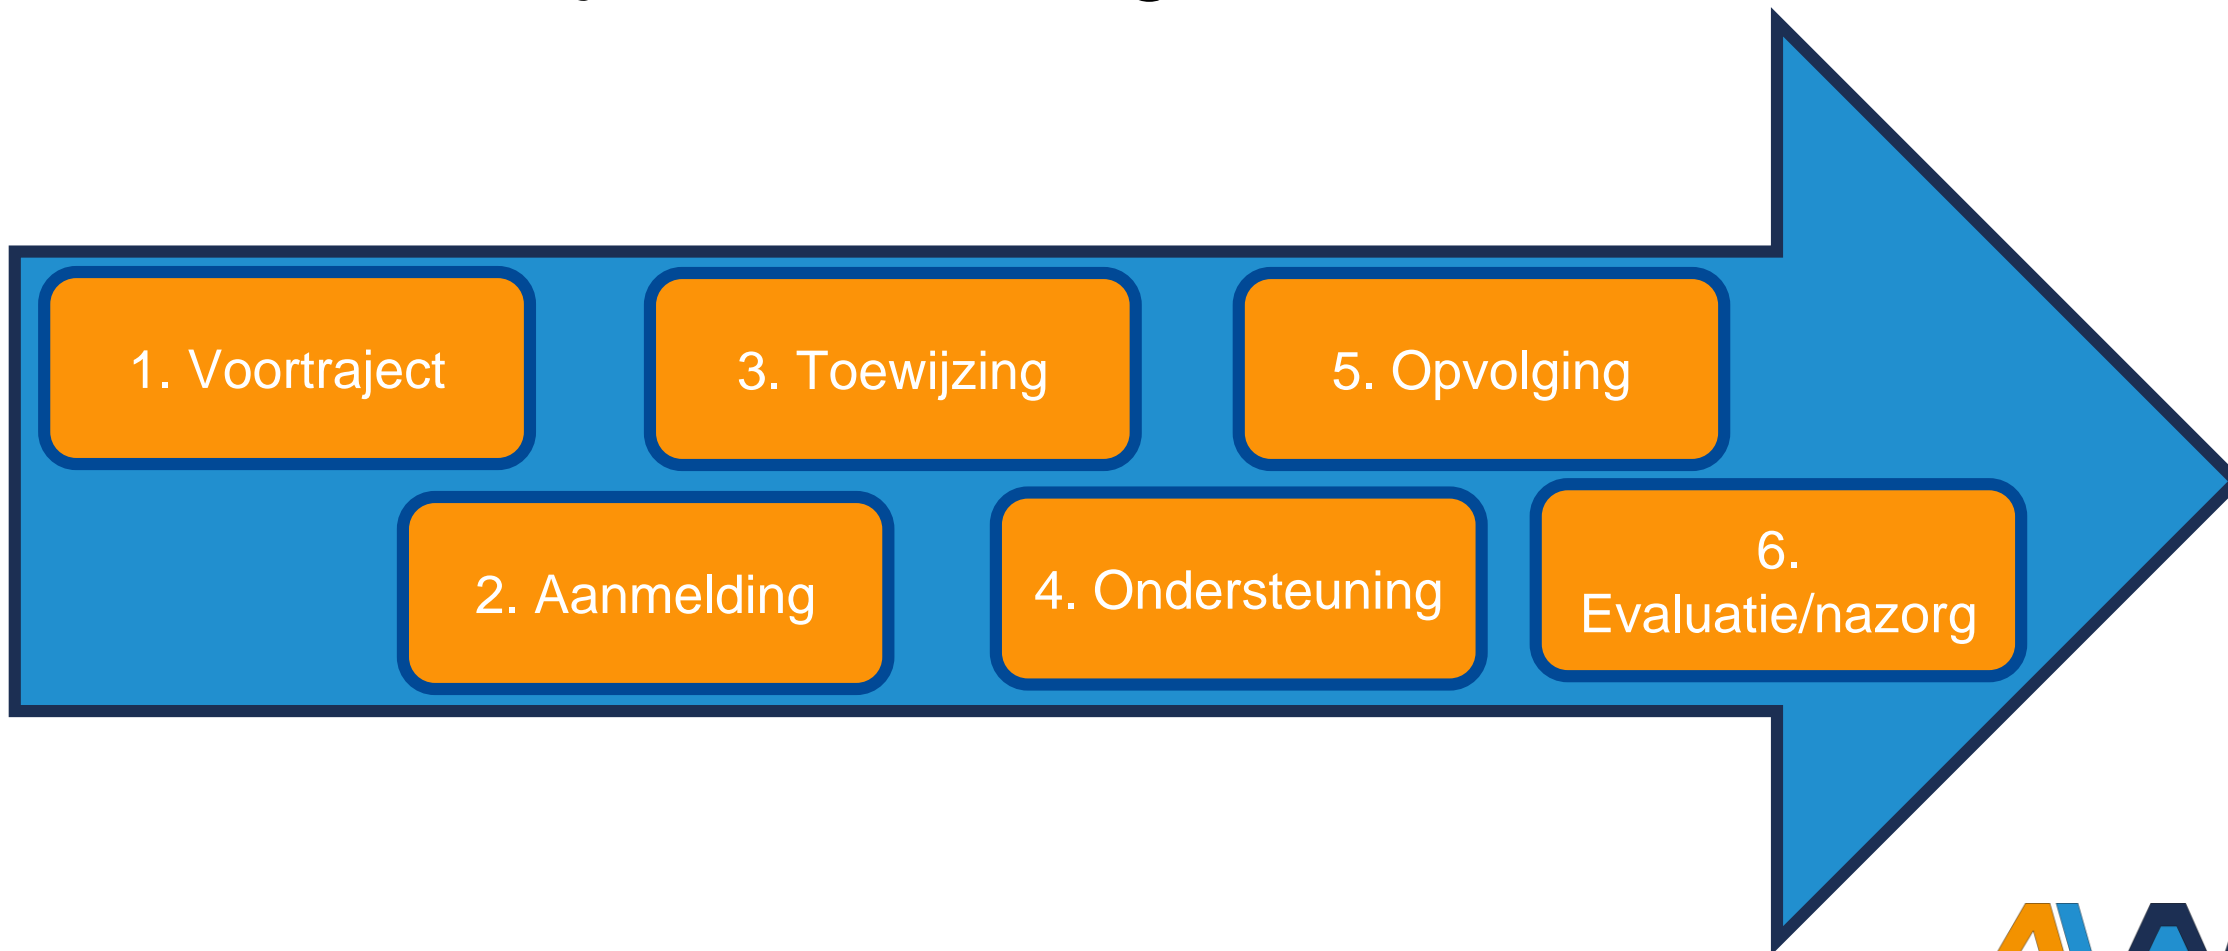 1. Voortraject
2. Aanmelding
3. Toewijzing
4. Ondersteuning
5. Opvolging
6.
Evaluatie/nazorg